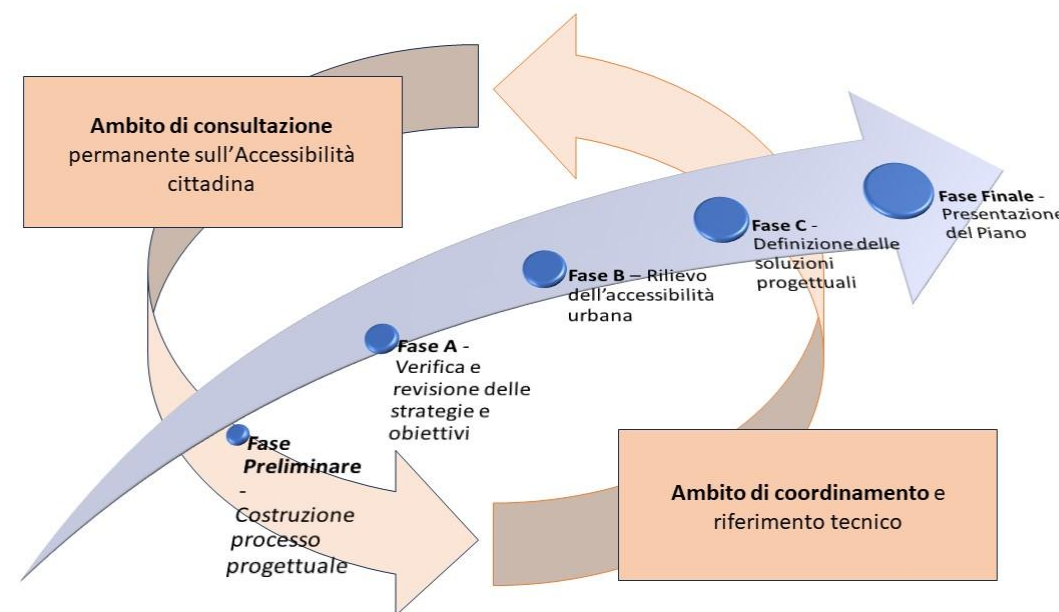 Ambito di consultazione
permanente sull'Accessibilità
cittadina
Fase
Preliminare
-
Costruzione
processo
progettuale
Fase A -
Verifica e
revisione delle
strategie e
obiettivi
Fase B – Rilievo
dell'accessibilità
urbana
Fase C -
Definizione delle
soluzioni
progettuali
Fase Finale -
Presentazione
del Piano
Ambito di coordinamento e
riferimento tecnico